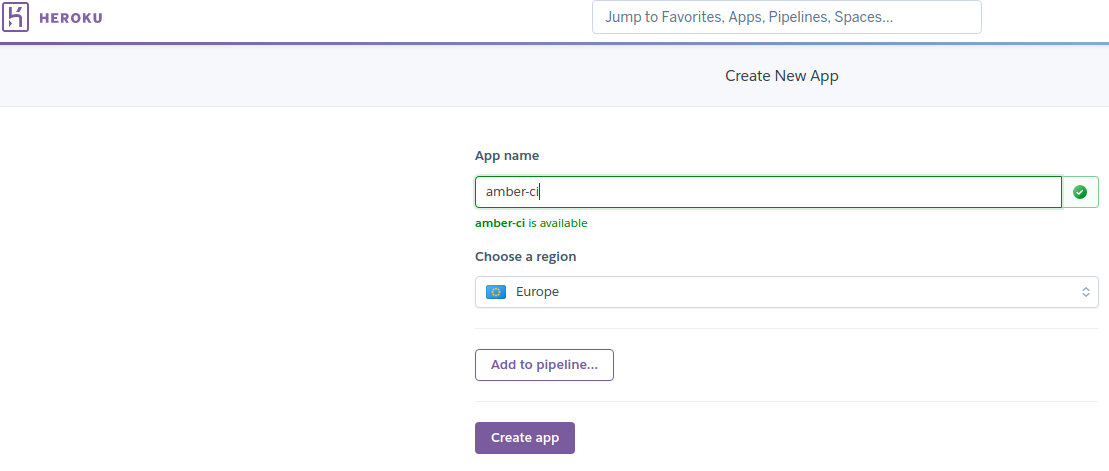 HEROKU
Jump to Favorites, Apps, Pipelines, Spaces...
Create New App
App name
amber-ci
amber-ci is available
Choose a region
Europe
Add to pipeline...
Create app